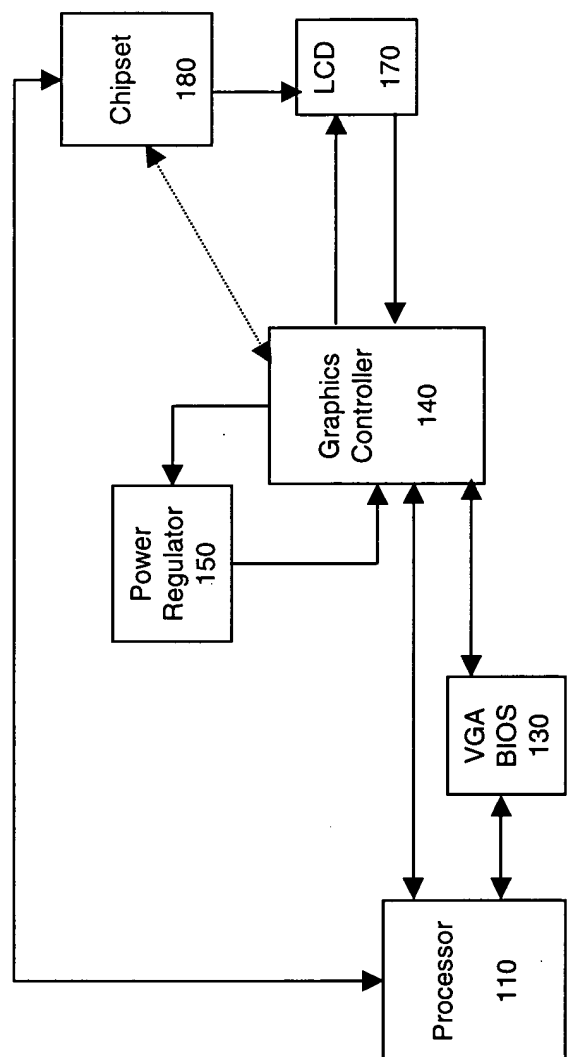 Processor
110
VGA
BIOS
130
Power
Regulator
150
Graphics
Controller
140
Chipset
180
LCD
170